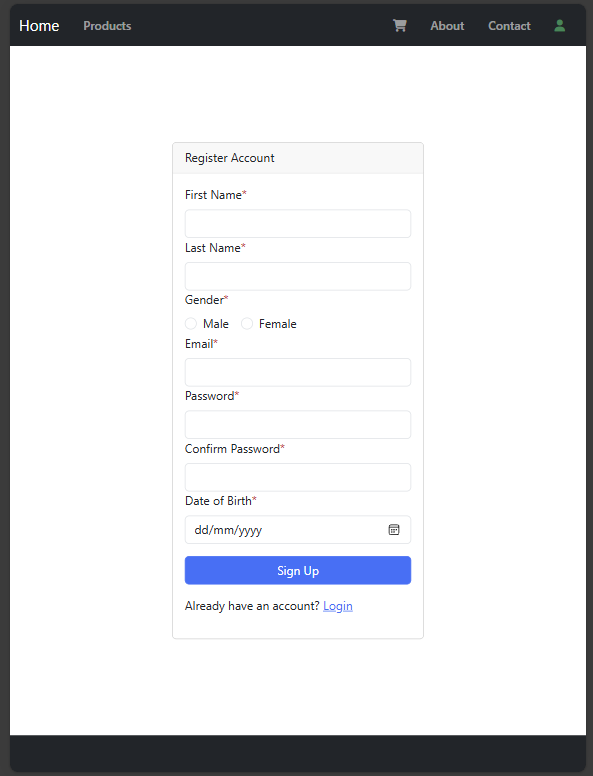 Home Products About Contact
Register Account
First Name*
Last Name*
Gender*
Male Female
Email*
Password*
Confirm Password*
Date of Birth*
dd/mm/yyyy
Sign Up
Already have an account? Login